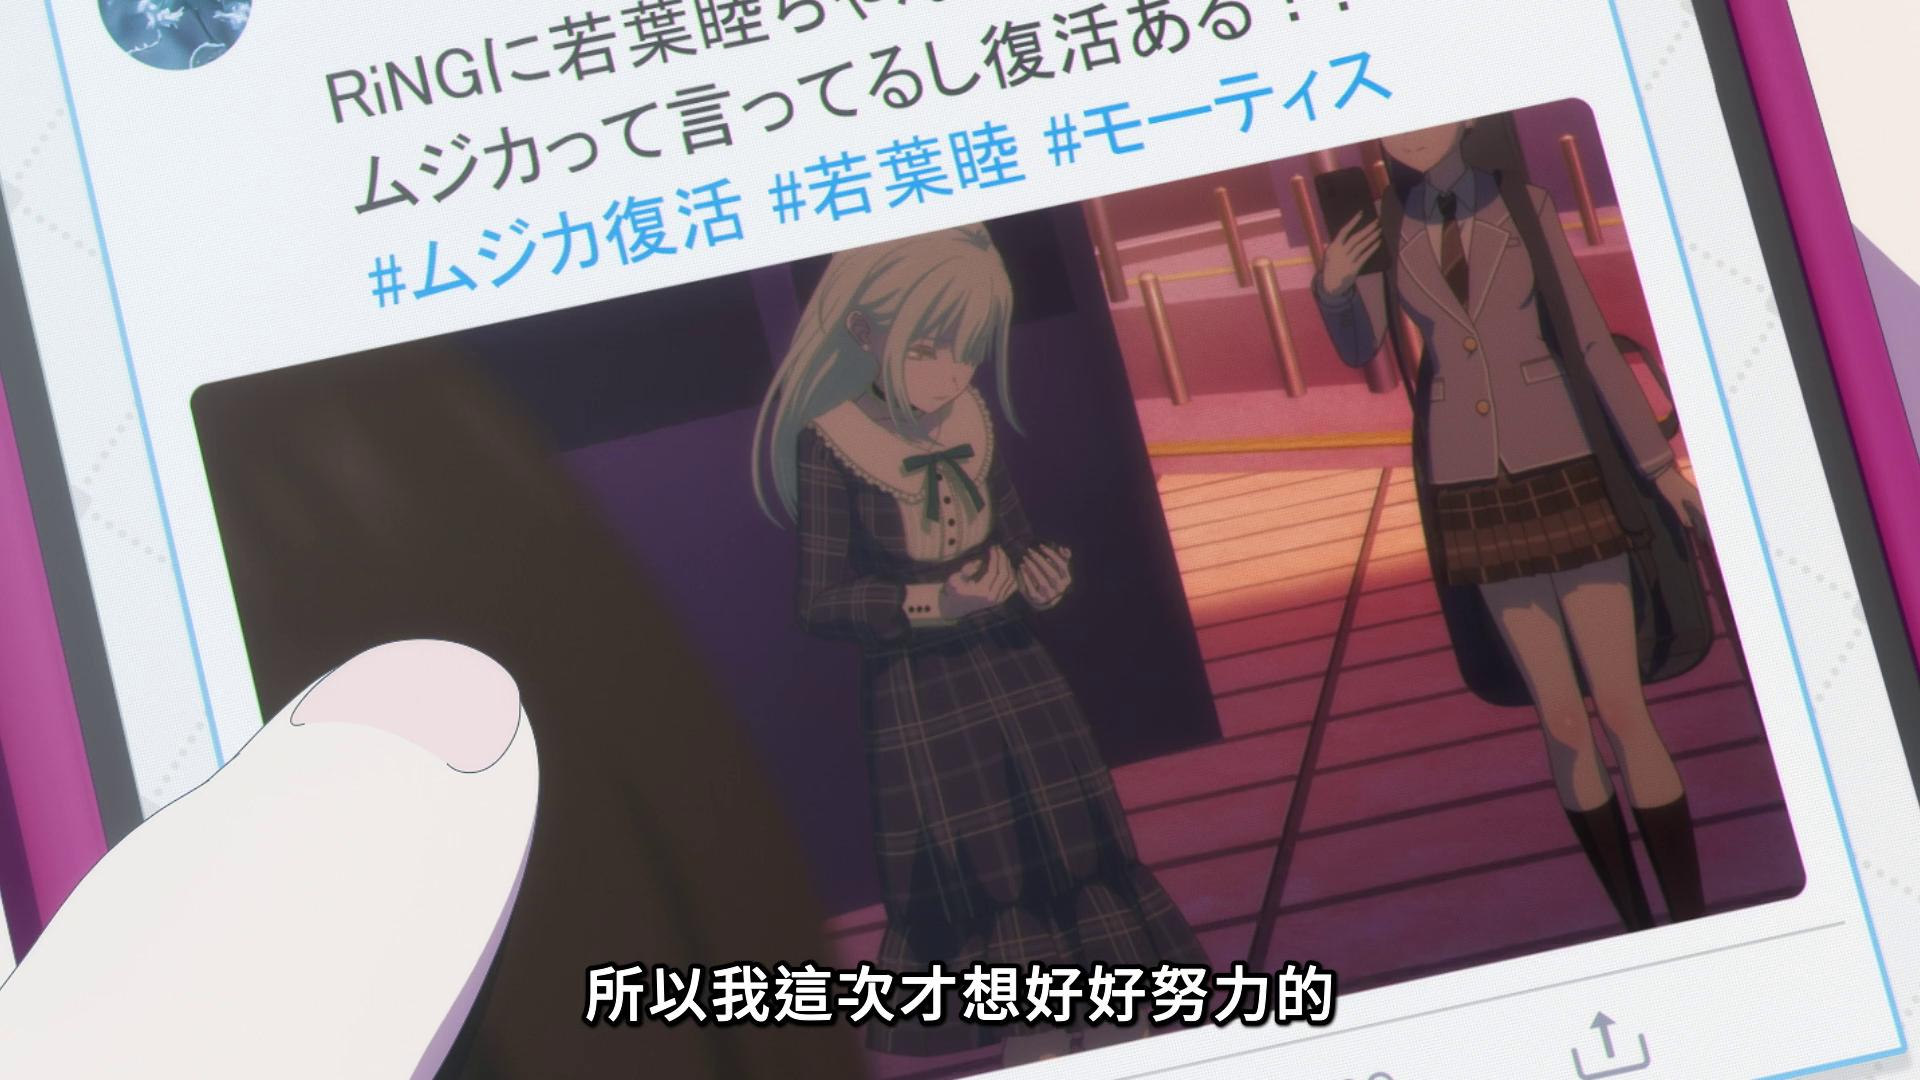 RiNGに若葉睦ちゃん
ムジカって言ってるし復活ある！？
#ムジカ復活 #若葉睦 #モーティス
所以我這次才想好好努力的